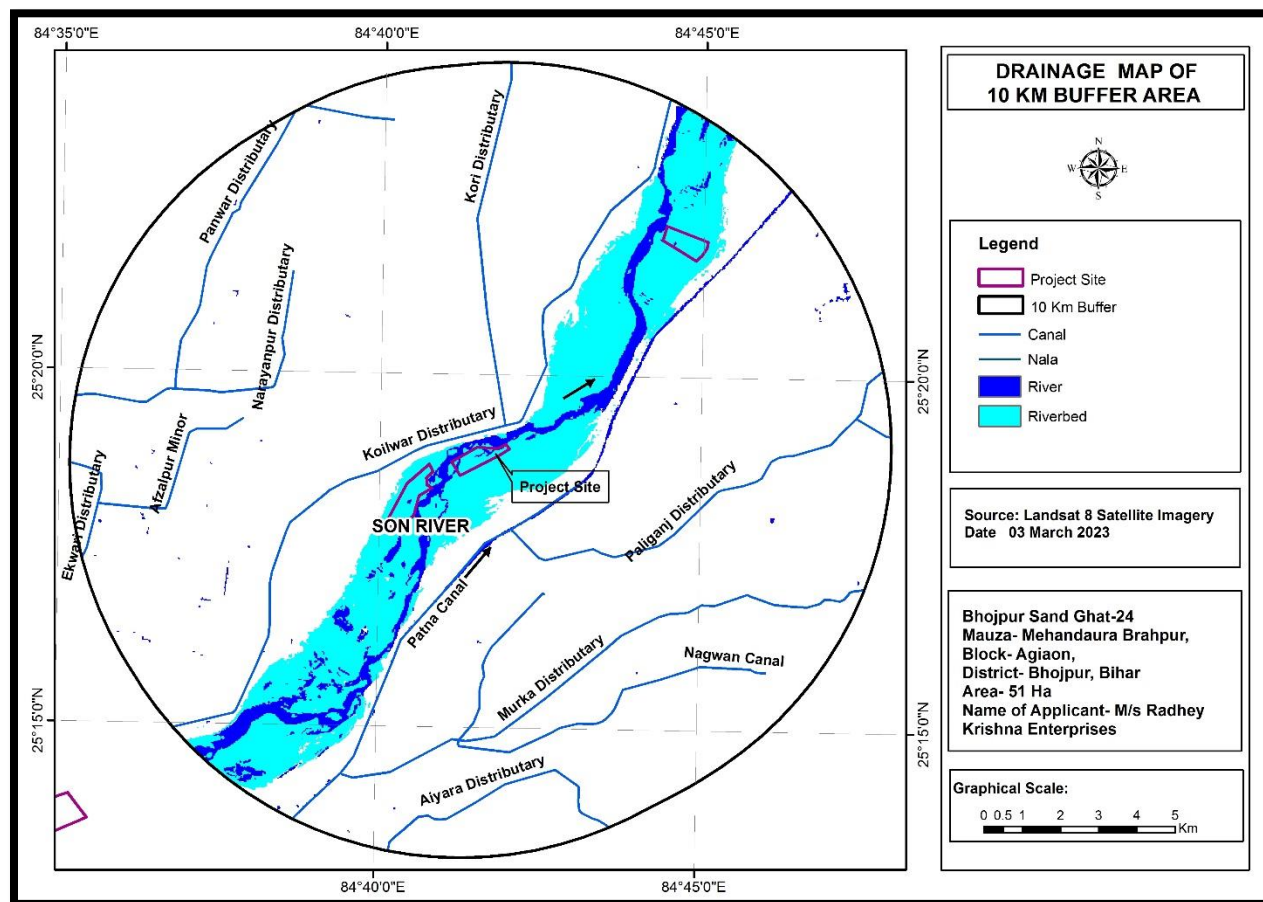 84°35'0"E 84°40'0"E 84°45'0"E
DRAINAGE MAP OF
10 KM BUFFER AREA
N
W E
S
Panwar Distributary
Kori Distributary
Narayanpur Distributary
25°20'0"N
25°20'0"N
Afzalpur Minor
Ekwari Distributary
Koilwar Distributary
Project Site
SON RIVER
Paliganj Distributary
Patna Canal
Murka Distributary
Nagwan Canal
Aiyara Distributary
25°15'0"N
25°15'0"N
84°40'0"E 84°45'0"E
Legend
Project Site
10 Km Buffer
Canal
Nala
River
Riverbed
Source: Landsat 8 Satellite Imagery
Date 03 March 2023
Bhojpur Sand Ghat-24
Mauza- Mehandaura Brahpur,
Block- Agiaon,
District- Bhojpur, Bihar
Area- 51 Ha
Name of Applicant- M/s Radhey
Krishna Enterprises
Graphical Scale:
0 0.5 1 2 3 4 5
Km